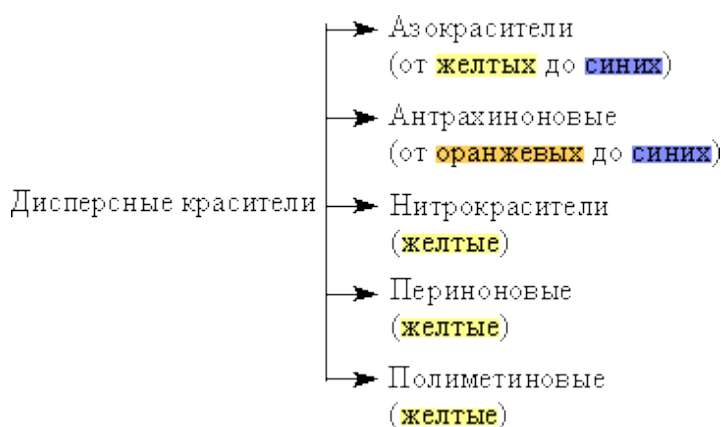 Азокрасители
(от желтых до синих)
Антрахиноновые
(от оранжевых до синих)
Дисперсные красители
Нитрокрасители
(желтые)
Периноновые
(желтые)
Полиметиновые
(желтые)